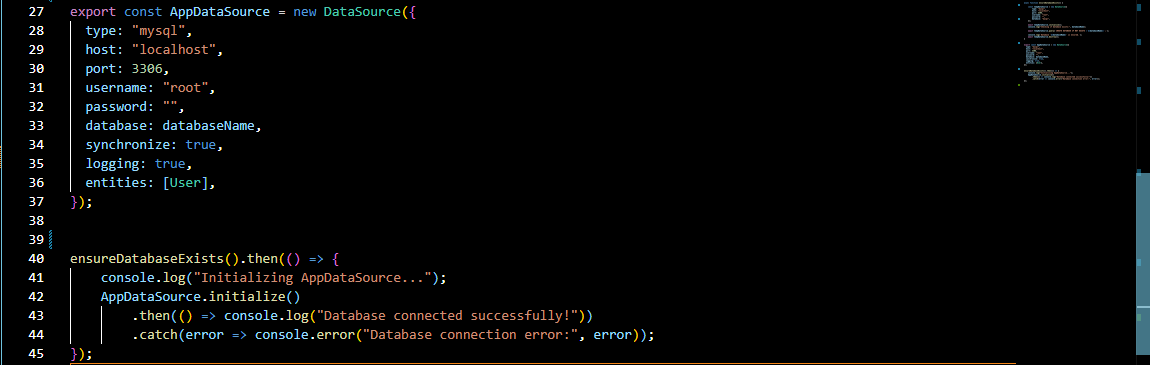 27 export const AppDataSource = new DataSource({
28 type: "mysql",
29 host: "localhost",
30 port: 3306,
31 username: "root",
32 password: "",
33 database: databaseName,
34 synchronize: true,
35 logging: true,
36 entities: [User],
37 });
38
39
40 ensureDatabaseExists().then(() => {
41 console.log("Initializing AppDataSource...");
42 AppDataSource.initialize()
43 .then(() => console.log("Database connected successfully!"))
44 .catch(error => console.error("Database connection error:", error));
45 });